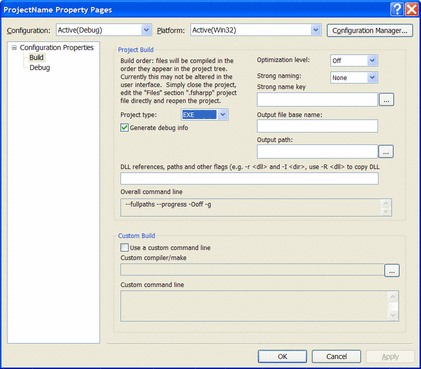 ProjectName Property Pages
Configuration: Active(Debug) Platform: Active(Win32) Configuration Manager...
Configuration Properties
Build
Debug
Project Build
Build order: files will be compiled in
the order they appear in the project tree.
Currently this may not be altered in the
user interface. Simply close the project,
edit the "Files" section ".fsharpp" project
file directly and reopen the project.
Project type: EXE
Generate debug info
Optimization level: Off
Strong naming: None
Strong name key
...
Output file base name:
Output path:
...
DLL references, paths and other flags (e.g. -r <dll> and -I <dir>, use -R <dll> to copy DLL
Overall command line
--fullpaths --progress -Ooff -g
Custom Build
Use a custom command line
Custom compiler/make
...
Custom command line
OK Cancel Apply